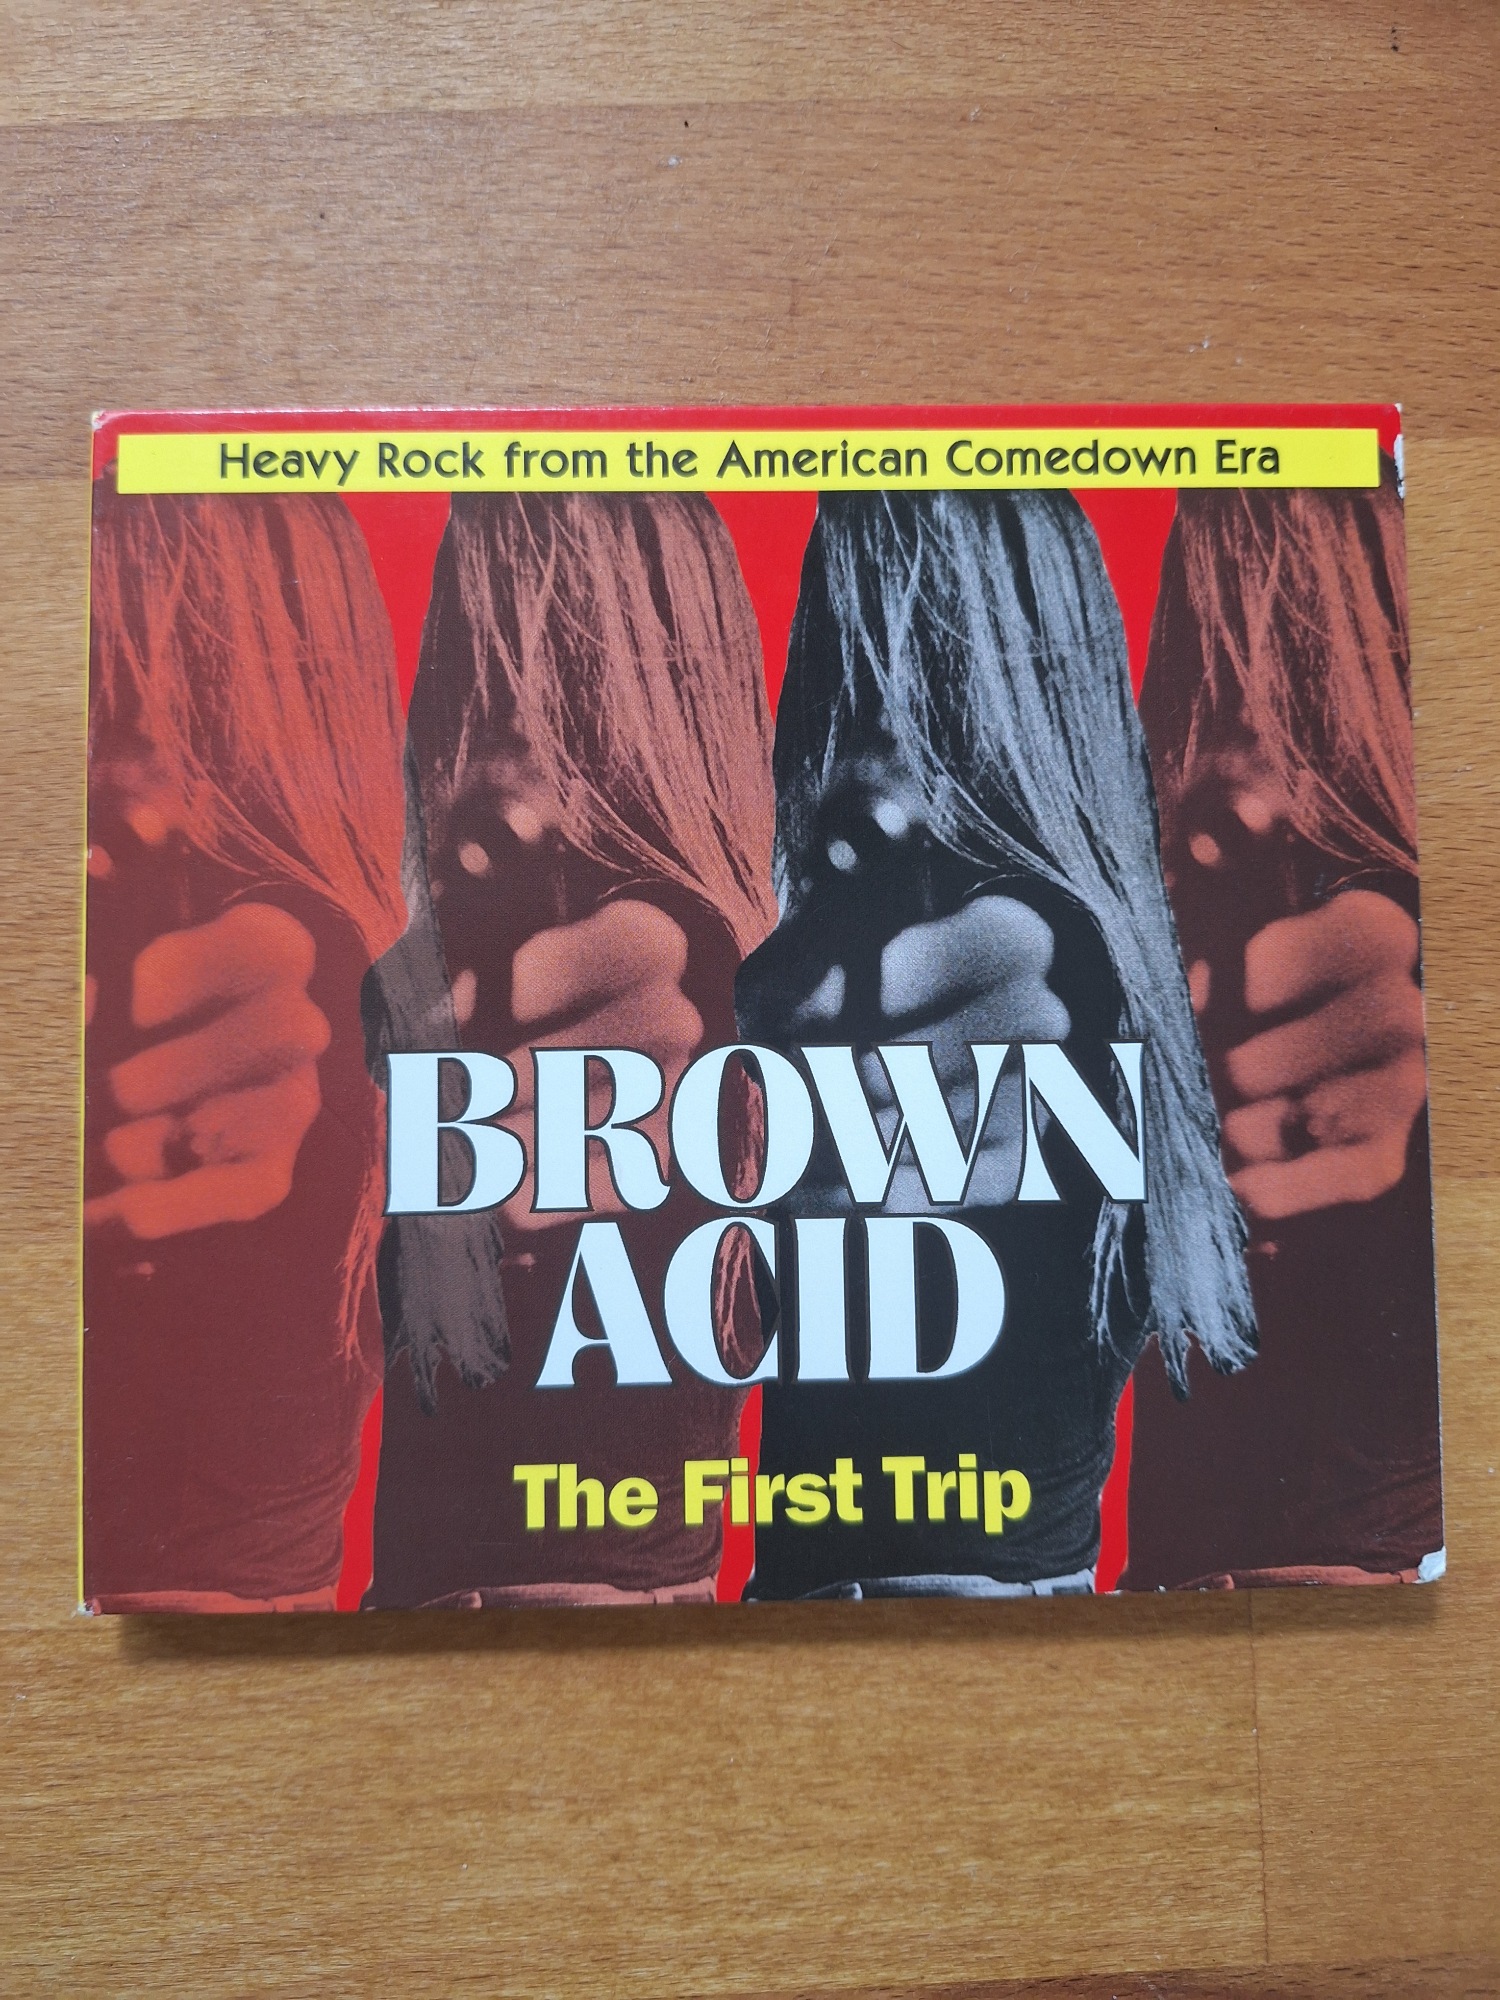 Heavy Rock from the American Comedown Era
BROWN
ACID
The First Trip